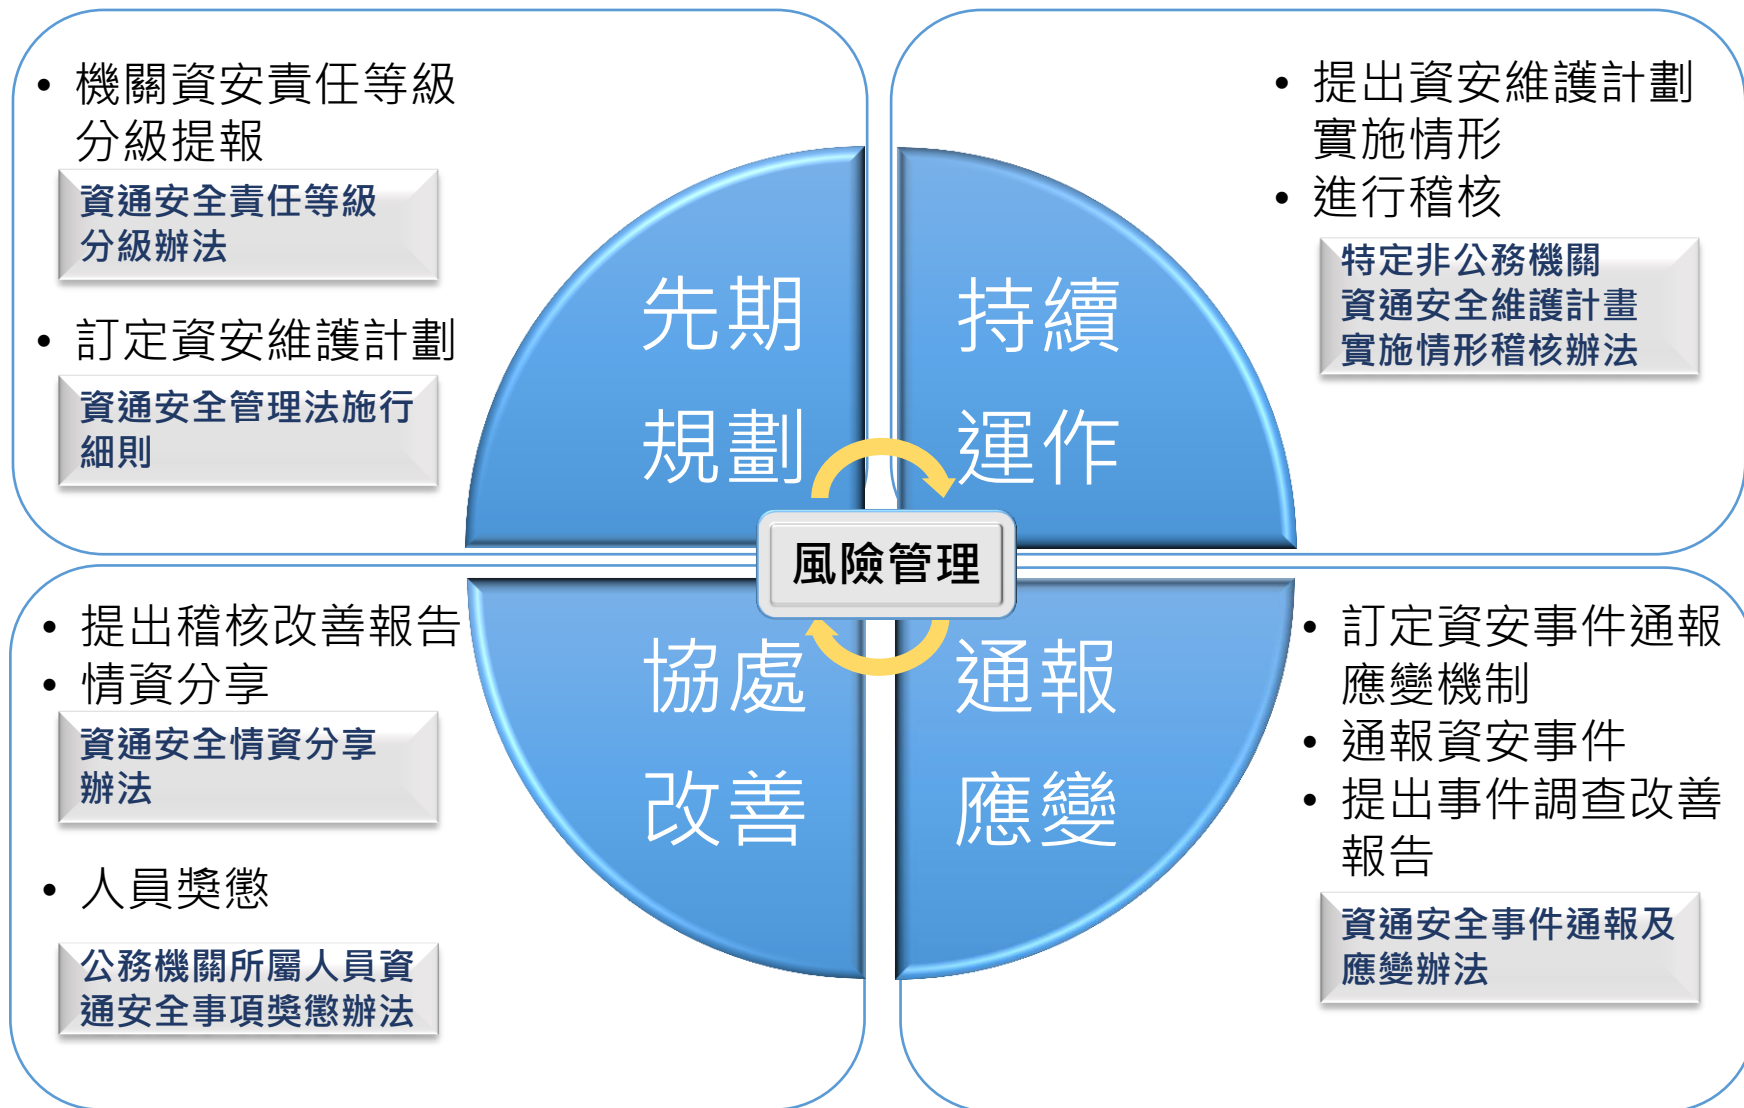 • 機關資安責任等級
分級提報
資通安全責任等級
分級辦法
• 訂定資安維護計劃
資通安全管理法施行
細則
先期
規劃
• 提出資安維護計劃
實施情形
• 進行稽核
特定非公務機關
資通安全維護計畫
實施情形稽核辦法
持續
運作
風險管理
• 提出稽核改善報告
• 情資分享
資通安全情資分享
辦法
• 人員獎懲
公務機關所屬人員資
通安全事項獎懲辦法
協處
改善
通報
應變
• 訂定資安事件通報
應變機制
• 通報資安事件
• 提出事件調查改善
報告
資通安全事件通報及
應變辦法